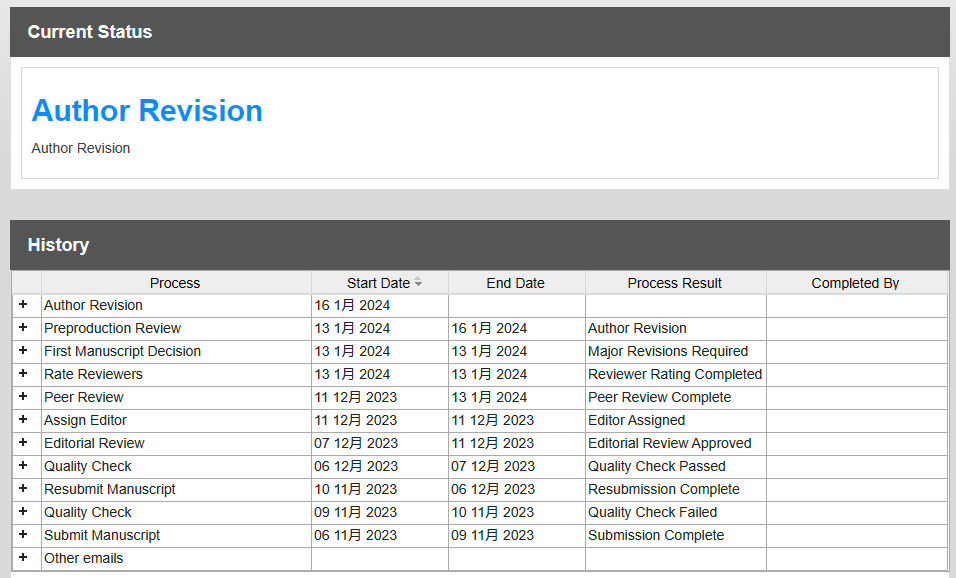 Current Status
Author Revision
Author Revision
History
Process Start Date End Date Process Result Completed By
+ Author Revision 16 1月 2024
+ Preproduction Review 13 1月 2024 16 1月 2024 Author Revision
+ First Manuscript Decision 13 1月 2024 13 1月 2024 Major Revisions Required
+ Rate Reviewers 13 1月 2024 13 1月 2024 Reviewer Rating Completed
+ Peer Review 11 12月 2023 13 1月 2024 Peer Review Complete
+ Assign Editor 11 12月 2023 11 12月 2023 Editor Assigned
+ Editorial Review 07 12月 2023 11 12月 2023 Editorial Review Approved
+ Quality Check 06 12月 2023 07 12月 2023 Quality Check Passed
+ Resubmit Manuscript 10 11月 2023 06 12月 2023 Resubmission Complete
+ Quality Check 09 11月 2023 10 11月 2023 Quality Check Failed
+ Submit Manuscript 06 11月 2023 09 11月 2023 Submission Complete
+ Other emails